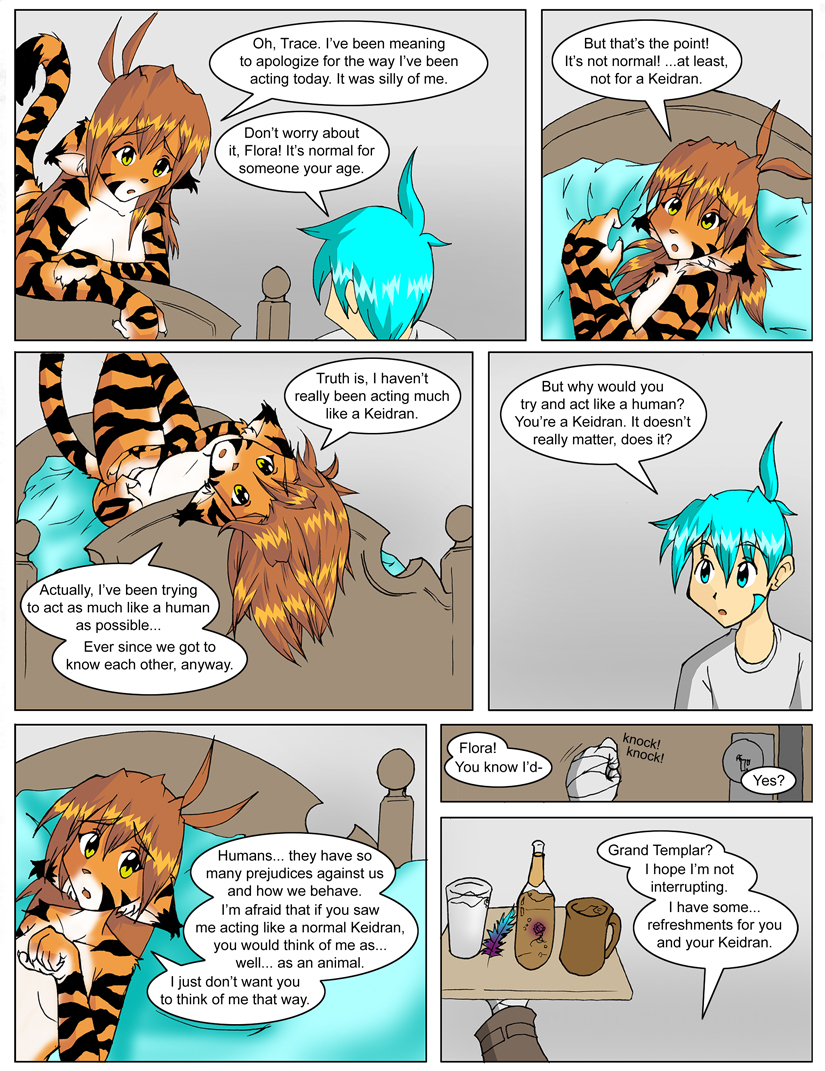 Oh, Trace. I've been meaning
to apologize for the way I've been
acting today. It was silly of me.
Don't worry about
it, Flora! It's normal for
someone your age.
But that's the point!
It's not normal! ...at least,
not for a Keidran.
Truth is, I haven't
really been acting much
like a Keidran.
Actually, I've been trying
to act as much like a human
as possible...
Ever since we got to
know each other, anyway.
But why would you
try and act like a human?
You're a Keidran. It doesn't
really matter, does it?
Humans... they have so
many prejudices against us
and how we behave.
I'm afraid that if you saw
me acting like a normal Keidran,
you would think of me as...
well... as an animal.
I just don't want you
to think of me that way.
Flora!
You know I'd-
knock!
knock!
Yes?
Grand Templar?
I hope I'm not
interrupting.
I have some...
refreshments for you
and your Keidran.